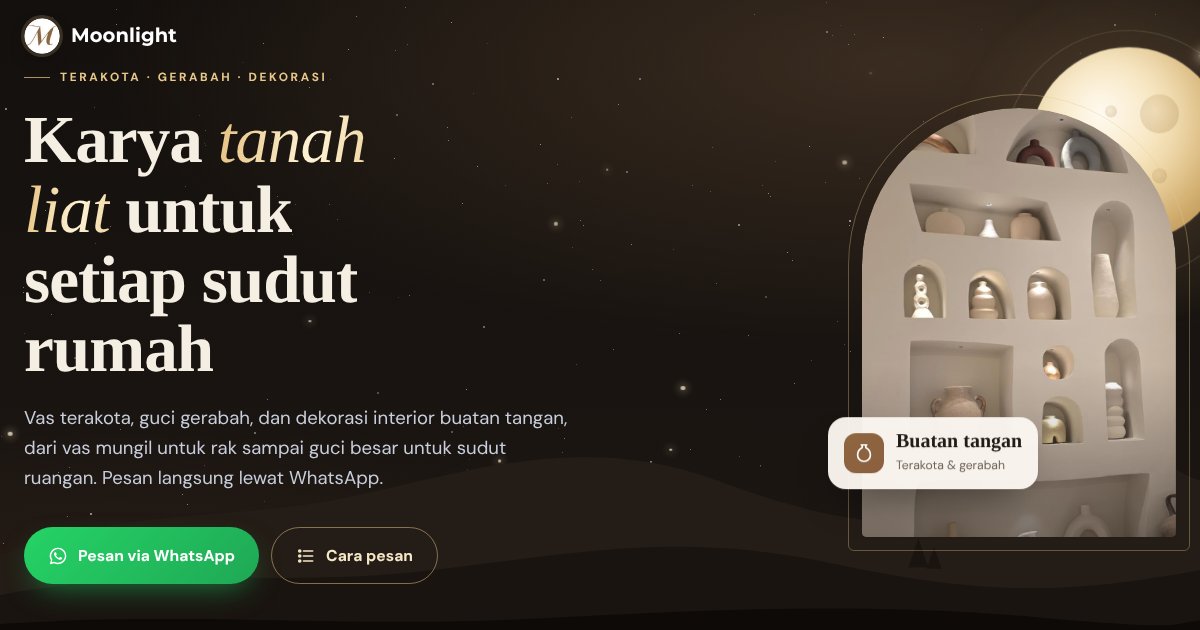 M Moonlight
TERAKOTA · GERABAH · DEKORASI
Karya tanah
liat untuk
setiap sudut
rumah
Vas terakota, guci gerabah, dan dekorasi interior buatan tangan,
dari vas mungil untuk rak sampai guci besar untuk sudut
ruangan. Pesan langsung lewat WhatsApp.
Pesan via WhatsApp
Cara pesan
Buatan tangan
Terakota & gerabah